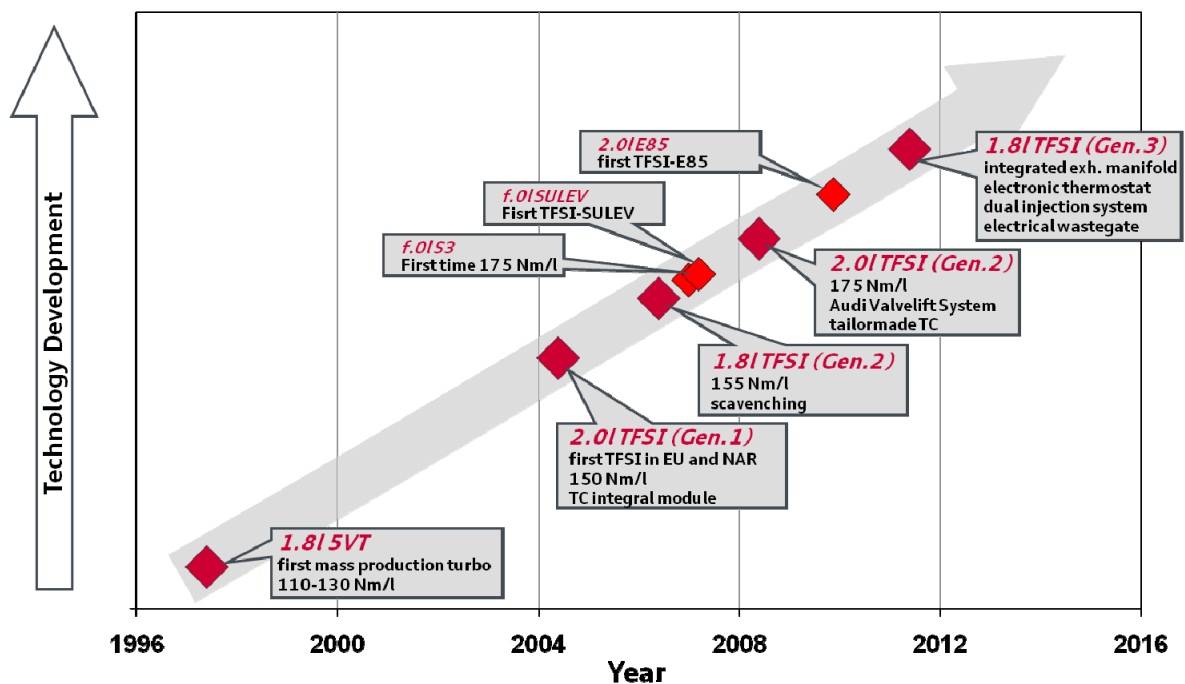 Technology Development
2.0l E85
first TFSI-E85
f.0l SULEV
Fisrt TFSI-SULEV
f.0l S3
First time 175 Nm/l
1.8l TFSI (Gen.3)
integrated exh. manifold
electronic thermostat
dual injection system
electrical wastegate
2.0l TFSI (Gen.2)
175 Nm/l
Audi Valvelift System
tailormade TC
1.8l TFSI (Gen.2)
155 Nm/l
scavenching
2.0l TFSI (Gen.1)
first TFSI in EU and NAR
150 Nm/l
TC integral module
1.8l 5VT
first mass production turbo
110-130 Nm/l
1996 2000 2004 2008 2012 2016
Year